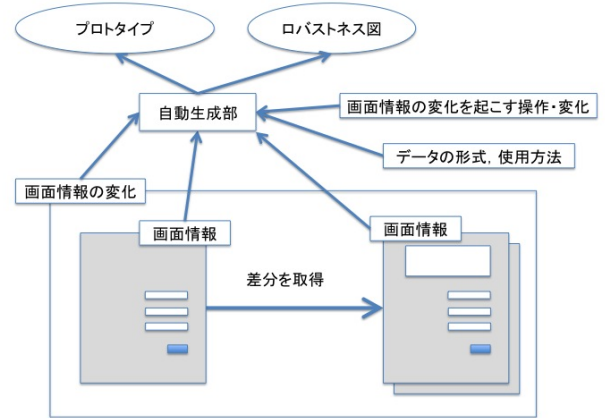 プロトタイプ
ロバストネス図
自動生成部
画面情報の変化を起こす操作・変化
データの形式，使用方法
画面情報の変化
画面情報
画面情報
差分を取得